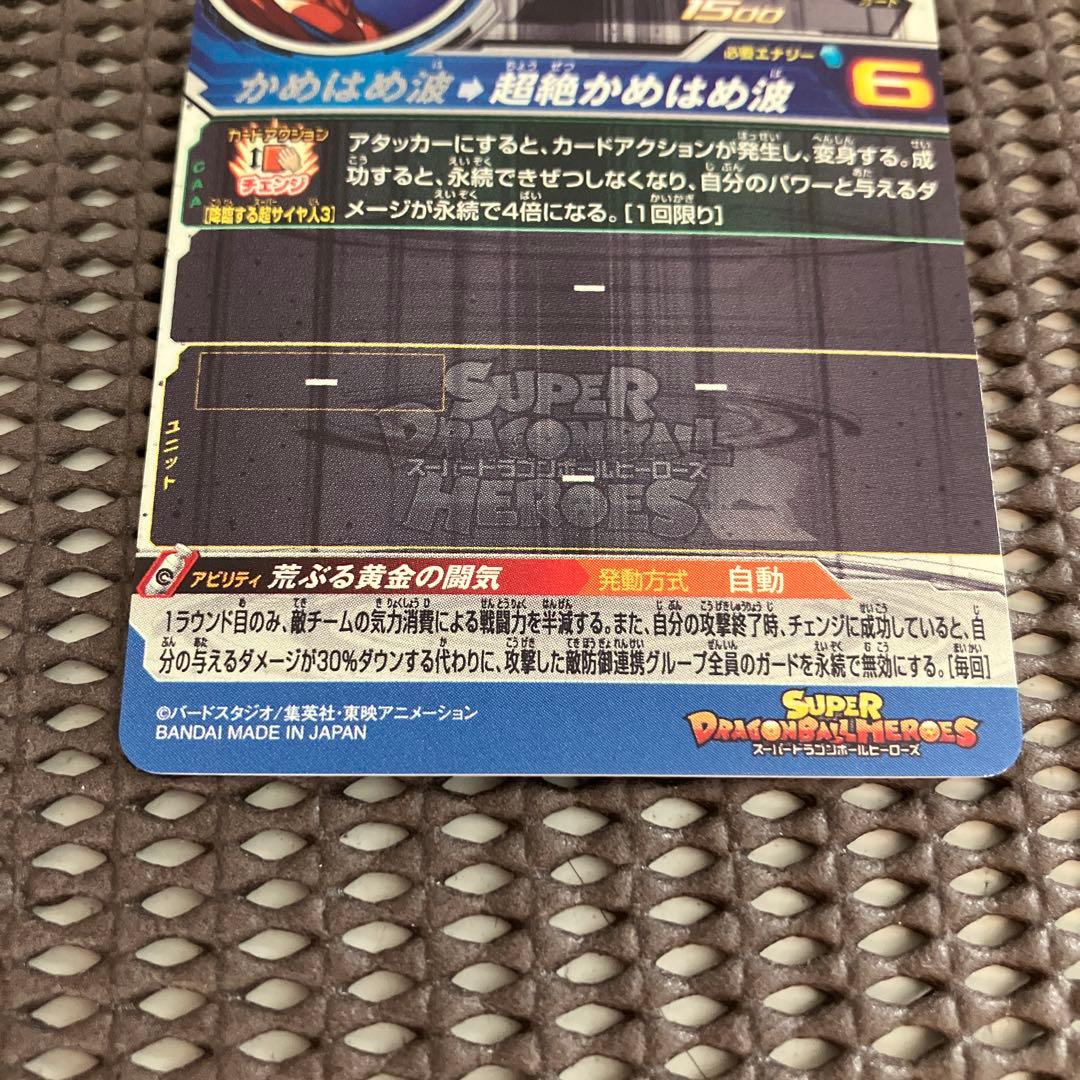 1500
カード
必要エナジー
かめはめ波➡超絶かめはめ波 6
CAA
カードアクション
チェンジ
[降臨する超サイヤ人3]
アタッカーにすると、カードアクションが発生し、変身する。成
功すると、永続できぜつしなくなり、自分のパワーと与えるダ
メージが永続で4倍になる。[1回限り]
ー
ユニット
ー ー
ー
SUPER
DRAGONBALL
スーパードラゴンボールヒーローズ
HEROES
アビリティ 荒ぶる黄金の闘気 発動方式 自動
1ラウンド目のみ、敵チームの気力消費による戦闘力を半減する。また、自分の攻撃終了時、チェンジに成功していると、自
分の与えるダメージが30%ダウンする代わりに、攻撃した敵防御連携グループ全員のガードを永続で無効にする。[毎回]
©バードスタジオ/集英社・東映アニメーション
BANDAI MADE IN JAPAN
SUPER
DRAGONBALL HEROES
スーパードラゴンボールヒーローズ